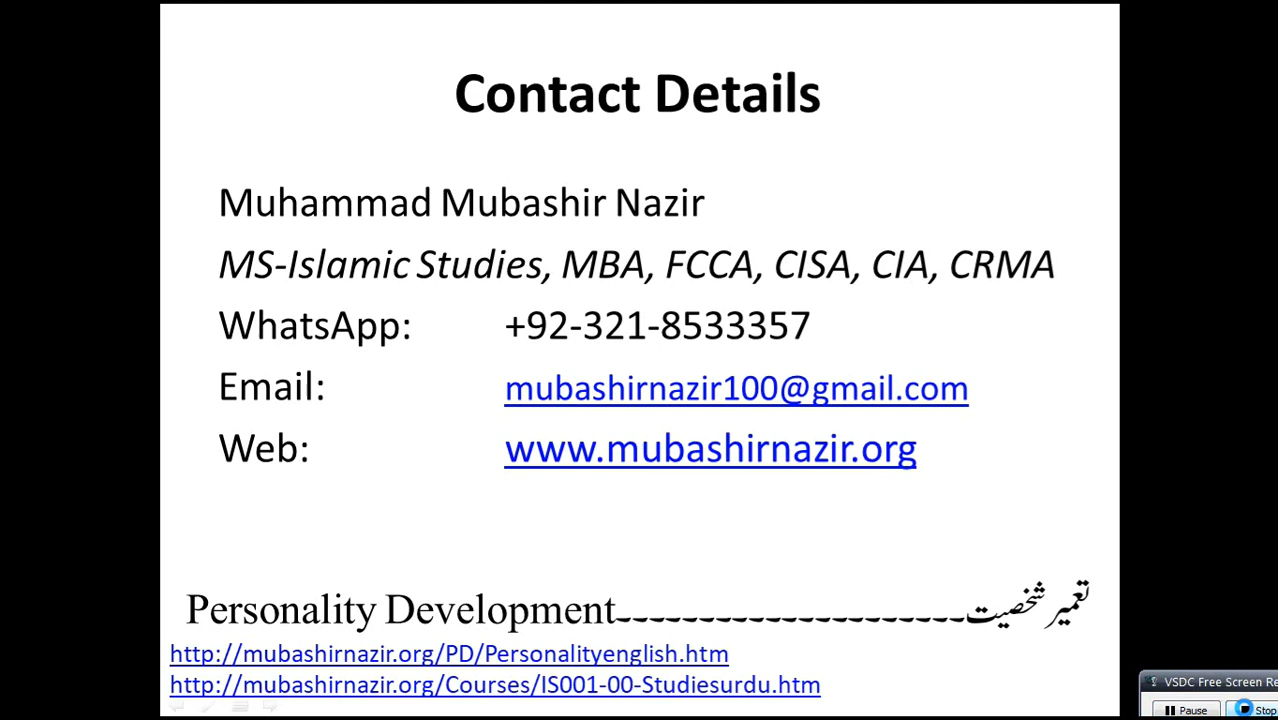 Contact Details
Muhammad Mubashir Nazir
MS-Islamic Studies, MBA, FCCA, CISA, CIA, CRMA
WhatsApp: +92-321-8533357
Email: mubashirnazir100@gmail.com
Web: www.mubashirnazir.org
Personality Development۔۔۔۔۔۔۔۔۔۔۔۔۔۔۔۔۔۔۔۔۔تعمیر شخصیت
http://mubashirnazir.org/PD/Personalityenglish.htm
http://mubashirnazir.org/Courses/IS001-00-Studiesurdu.htm
VSDC Free Screen Re
Pause Stop